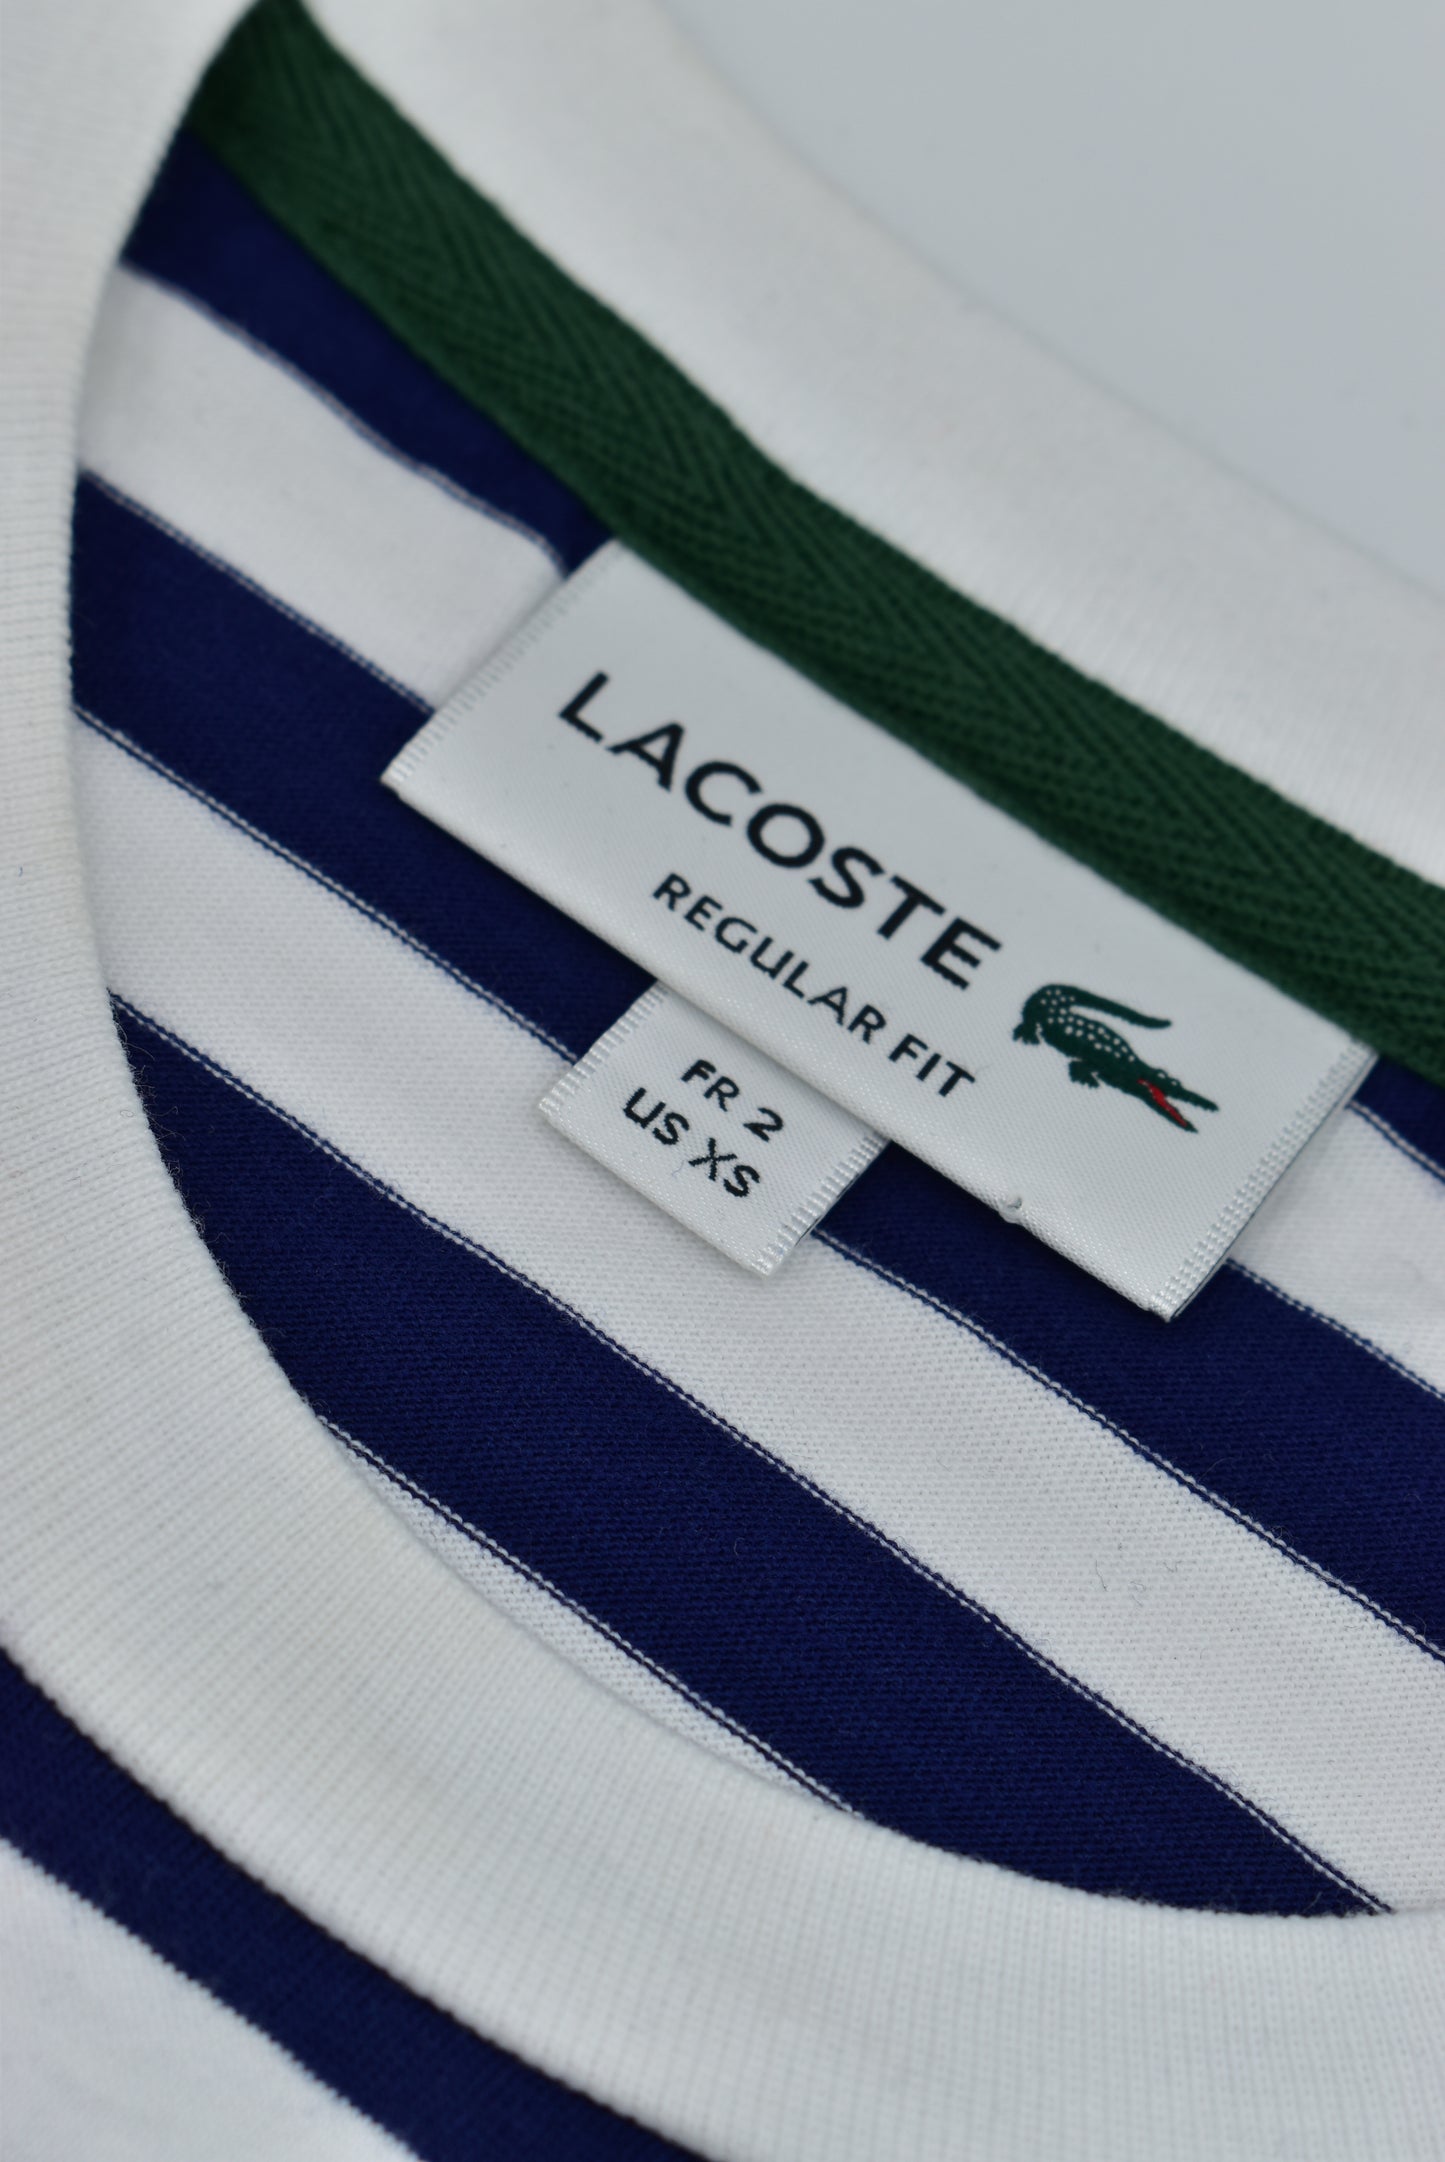 LACOSTE
REGULAR FIT
FR 2
US XS